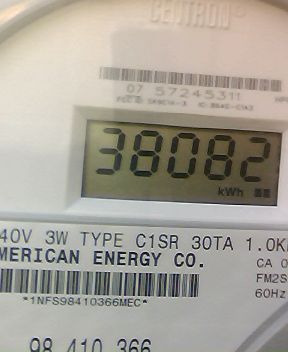 CENTRON®
07 57245311
38082
kWh
40V 3W TYPE C1SR 30TA 1.0K
MERICAN ENERGY CO.
CA 0
FM2S
60Hz
*1NFS98410366MEC*
98 410 366